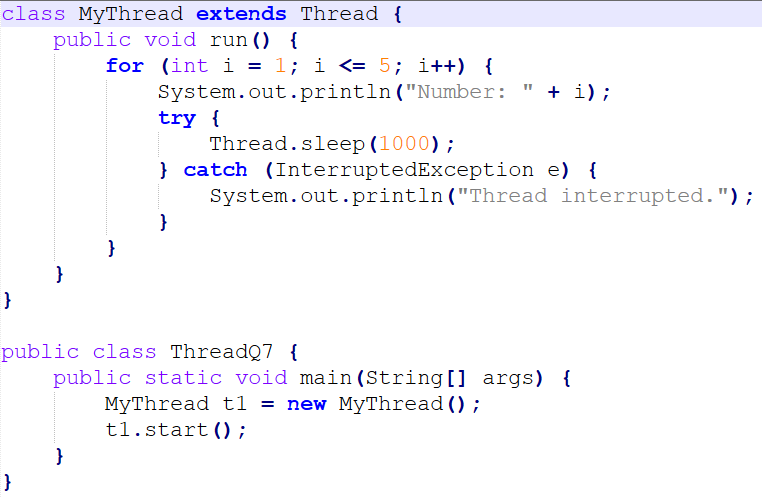 class MyThread extends Thread {
    public void run() {
        for (int i = 1; i <= 5; i++) {
            System.out.println("Number: " + i);
            try {
                Thread.sleep(1000);
            } catch (InterruptedException e) {
                System.out.println("Thread interrupted.");
            }
        }
    }
}

public class ThreadQ7 {
    public static void main(String[] args) {
        MyThread t1 = new MyThread();
        t1.start();
    }
}